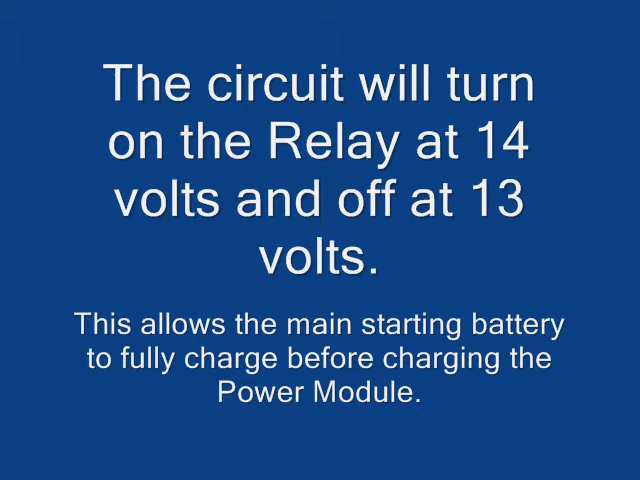 The circuit will turn
on the Relay at 14
volts and off at 13
volts.
This allows the main starting battery
to fully charge before charging the
Power Module.